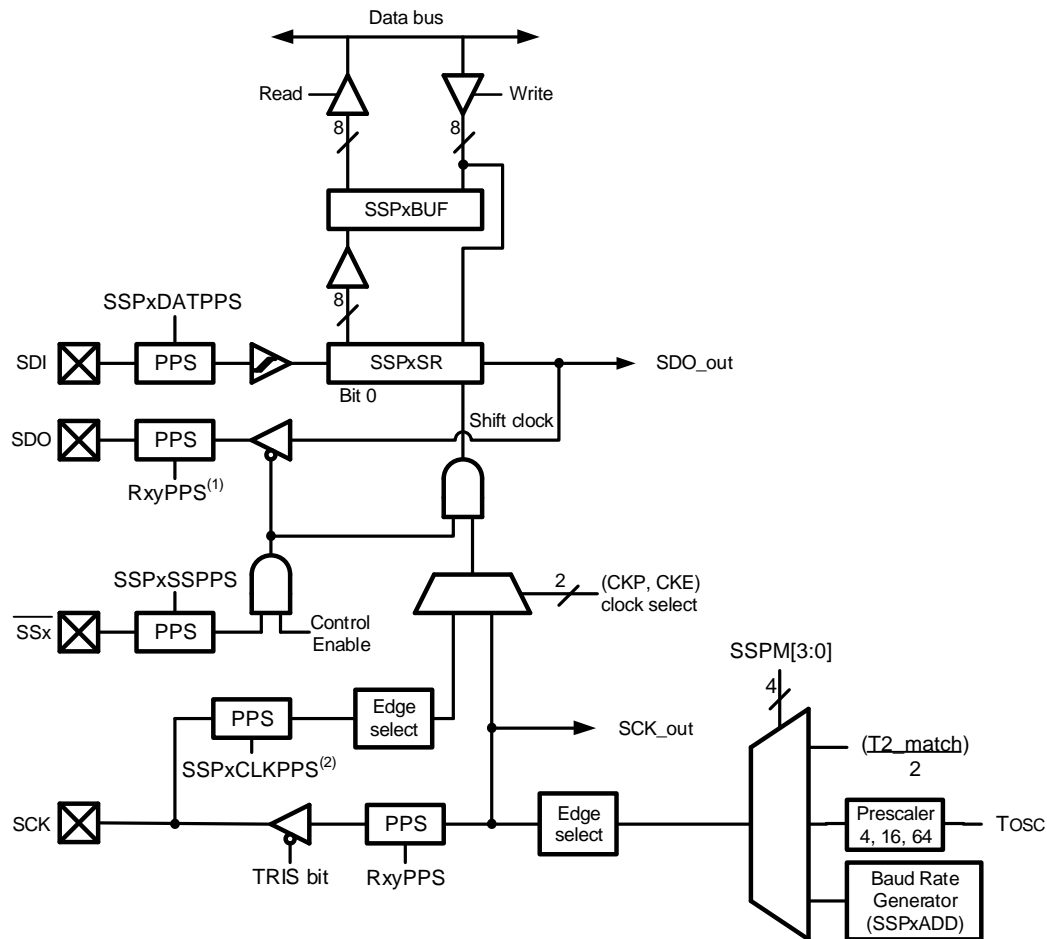 Data bus
Read
Write
8
8
SSPxBUF
8
SSPxDATPPS
SDI
PPS
SSPxSR
SDO_out
Bit 0
Shift clock
SDO
PPS
RxyPPS(1)
SSPxSSPPS
2
(CKP, CKE)
clock select
SSx
PPS
Control
Enable
SSPM[3:0]
4
PPS
Edge
select
SCK_out
(T2_match)
2
SSPxCLKPPS(2)
SCK
PPS
Edge
select
Prescaler
4, 16, 64
TOSC
TRIS bit
RxyPPS
Baud Rate
Generator
(SSPxADD)